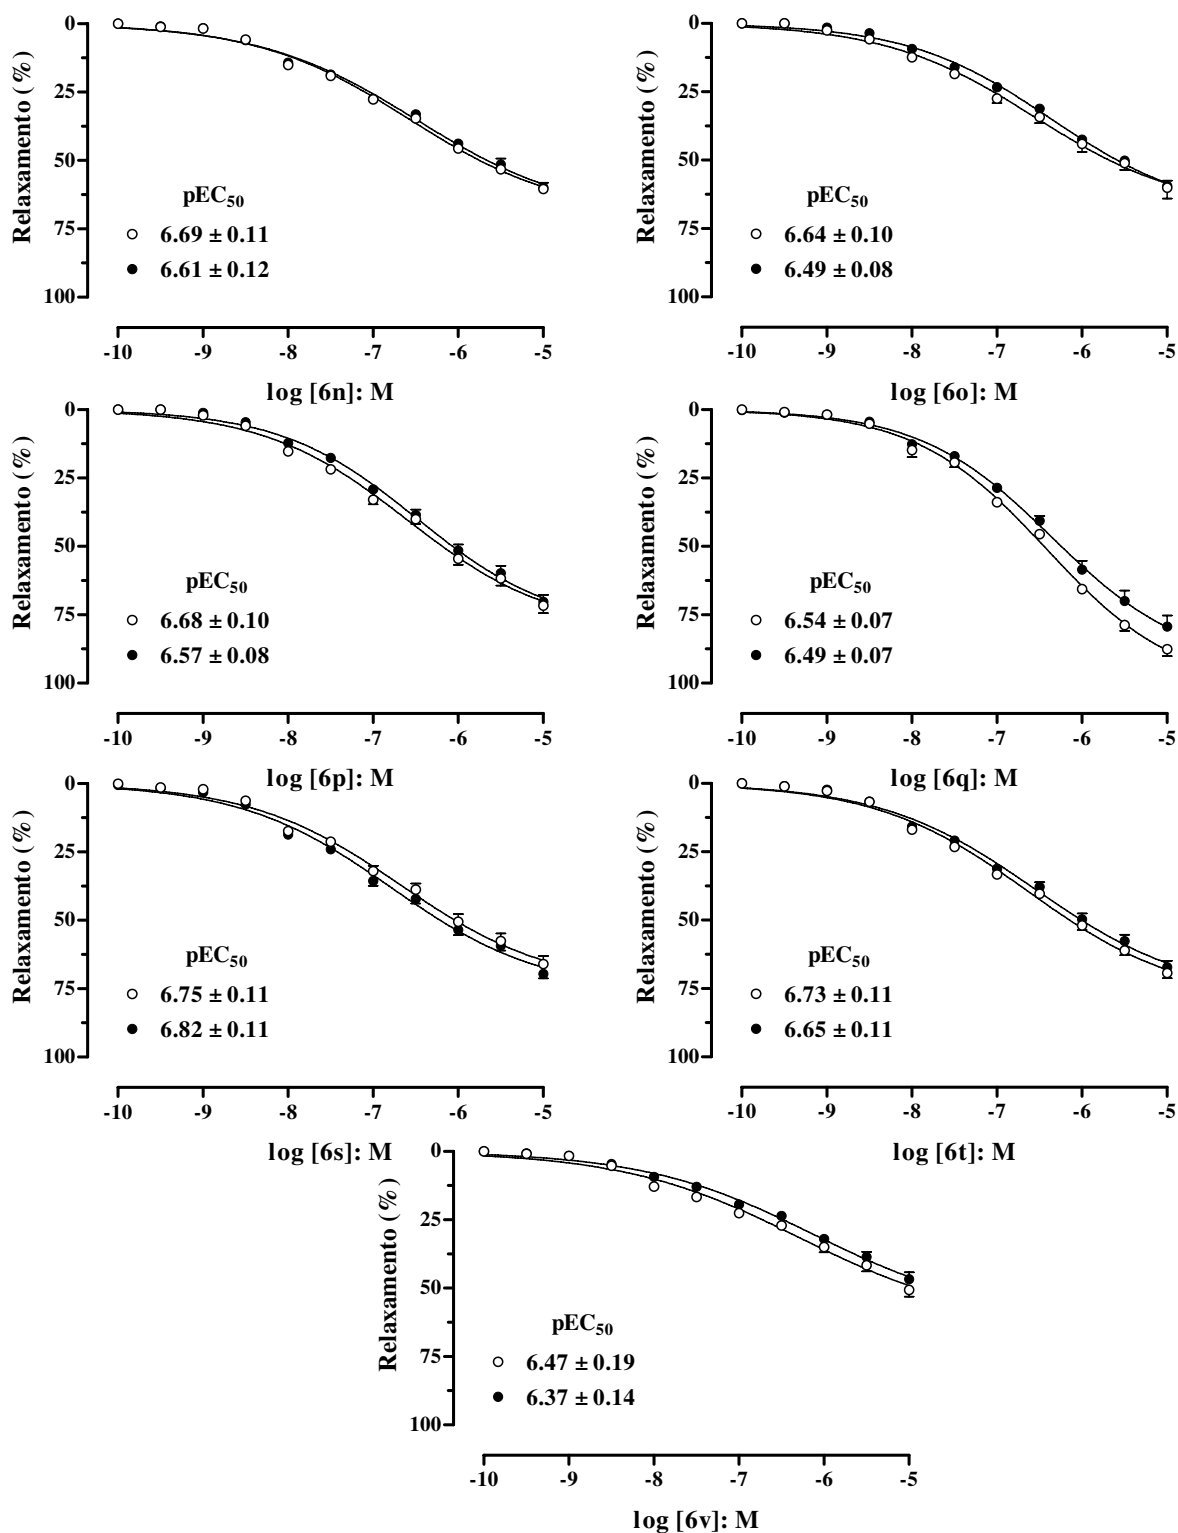 Relaxamento (%)
0
25
50
75
100
pEC50
6.69 ± 0.11
6.61 ± 0.12
-10 -9 -8 -7 -6 -5
log [6n]: M
Relaxamento (%)
0
25
50
75
100
pEC50
6.64 ± 0.10
6.49 ± 0.08
-10 -9 -8 -7 -6 -5
log [6o]: M
Relaxamento (%)
0
25
50
75
100
pEC50
6.68 ± 0.10
6.57 ± 0.08
-10 -9 -8 -7 -6 -5
log [6p]: M
Relaxamento (%)
0
25
50
75
100
pEC50
6.54 ± 0.07
6.49 ± 0.07
-10 -9 -8 -7 -6 -5
log [6q]: M
Relaxamento (%)
0
25
50
75
100
pEC50
6.75 ± 0.11
6.82 ± 0.11
-10 -9 -8 -7 -6 -5
log [6s]: M
Relaxamento (%)
0
25
50
75
100
pEC50
6.73 ± 0.11
6.65 ± 0.11
-10 -9 -8 -7 -6 -5
log [6t]: M
Relaxamento (%)
0
25
50
75
100
pEC50
6.47 ± 0.19
6.37 ± 0.14
-10 -9 -8 -7 -6 -5
log [6v]: M